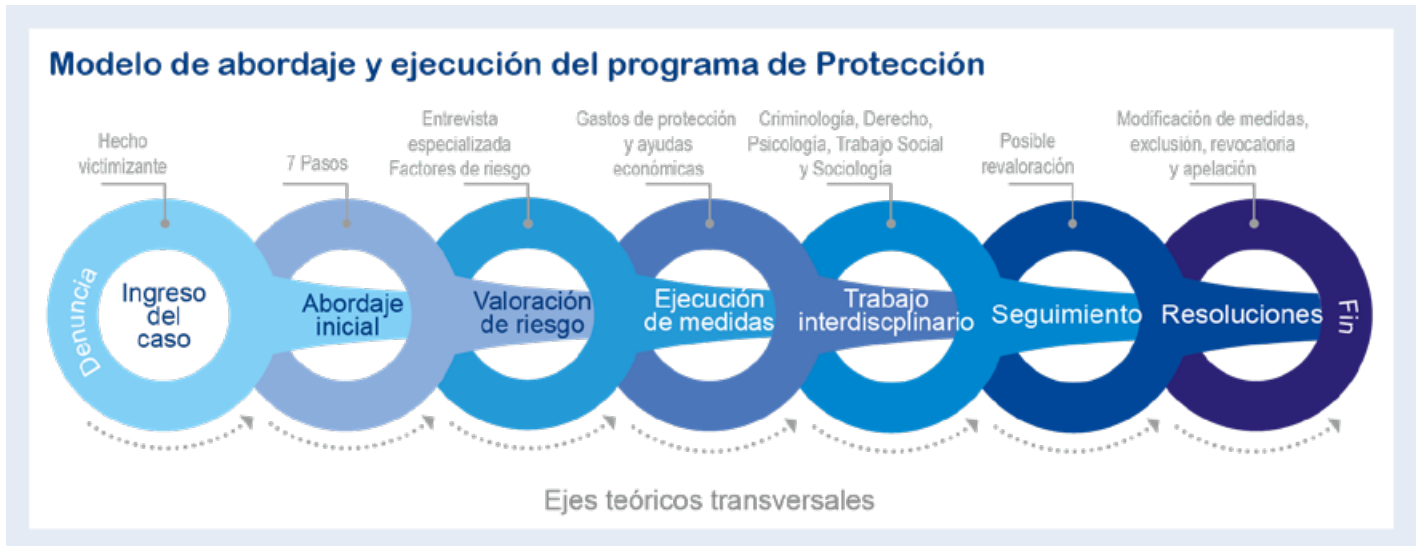 Modelo de abordaje y ejecución del programa de Protección
Hecho
victimizante
7 Pasos
Entrevista
especializada
Factores de riesgo
Gastos de protección
y ayudas
económicas
Criminología, Derecho,
Psicología, Trabajo Social
y Sociología
Posible
revaloración
Modificación de medidas,
exclusión, revocatoria
y apelación
Denuncia
Ingreso
del
caso
Abordaje
inicial
Valoración
de riesgo
Ejecución
de medidas
Trabajo
interdiscplinario
Seguimiento
Resoluciones
Fin
Ejes teóricos transversales